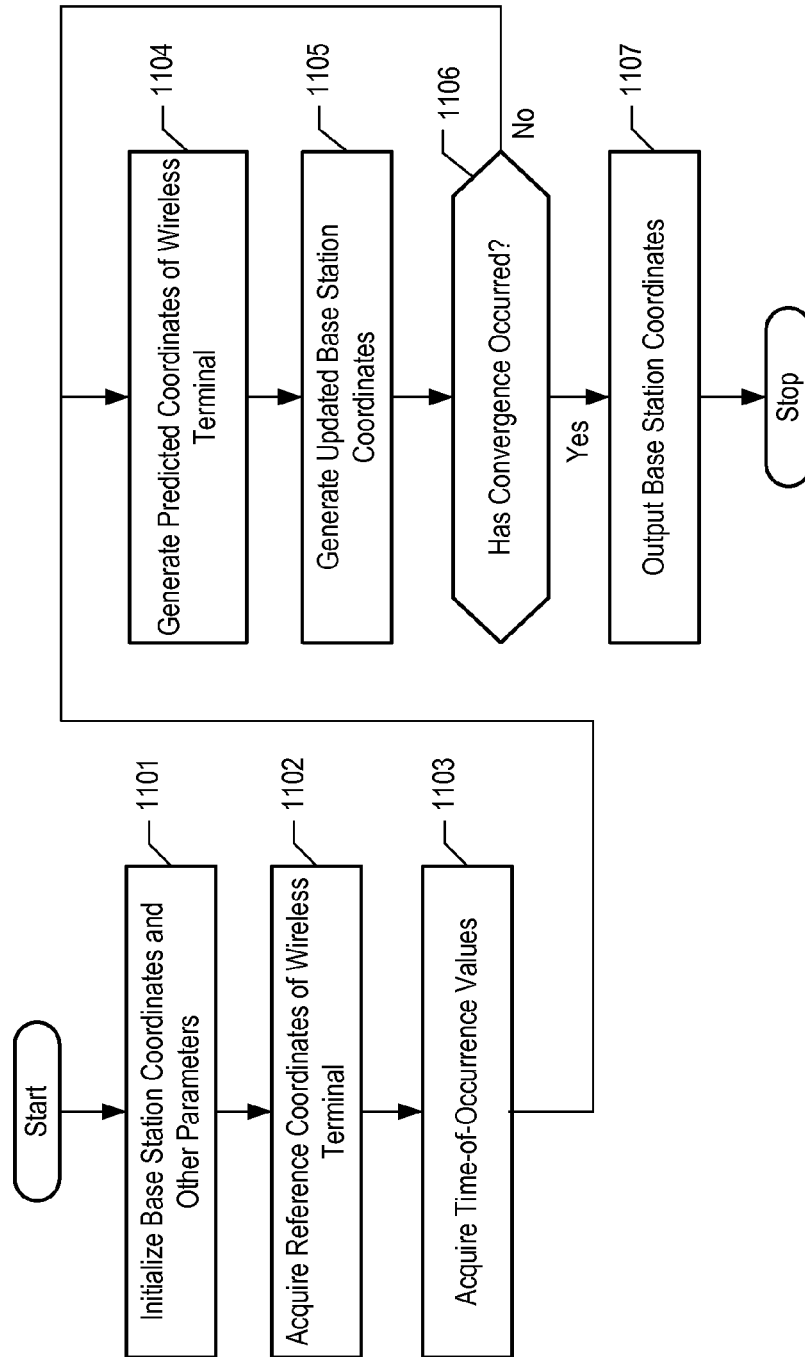 Start
Initialize Base Station Coordinates and
Other Parameters
1101
Acquire Reference Coordinates of Wireless
Terminal
1102
Acquire Time-of-Occurrence Values
1103
Generate Predicted Coordinates of Wireless
Terminal
1104
Generate Updated Base Station
Coordinates
1105
Has Convergence Occurred?
1106
No
Yes
Output Base Station Coordinates
1107
Stop